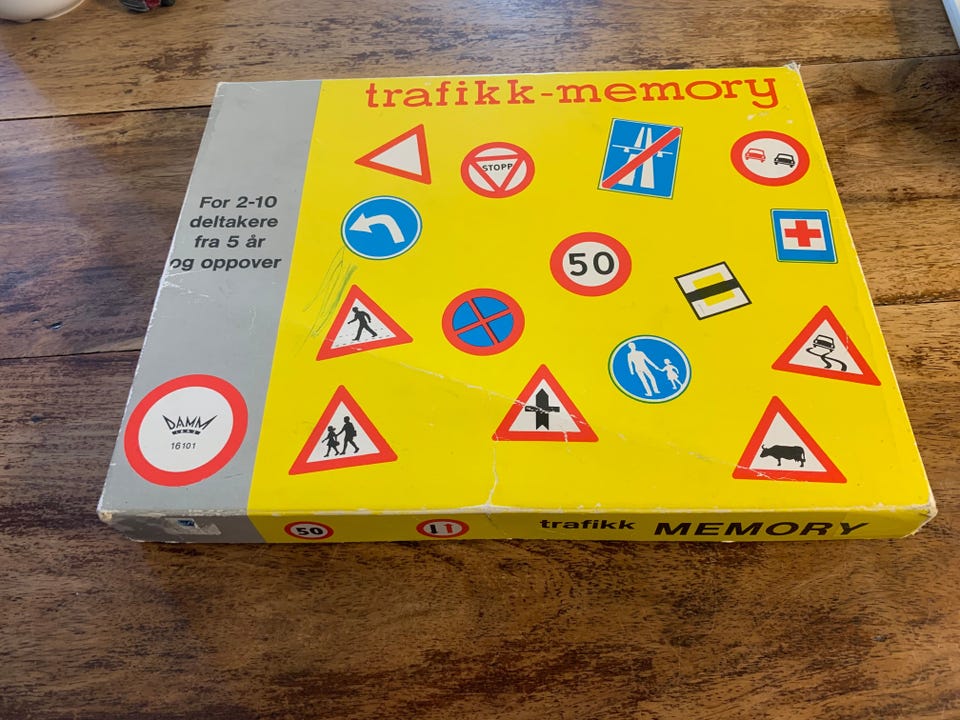 trafikk-memory
For 2-10
deltakere
fra 5 år
og oppover
STOPP
50
DAMM
16101
50
trafikk MEMORY